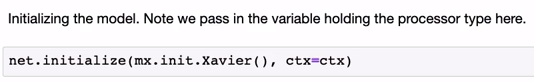 Initializing the model. Note we pass in the variable holding the processor type here.
net.initialize(mx.init.Xavier(), ctx=ctx)